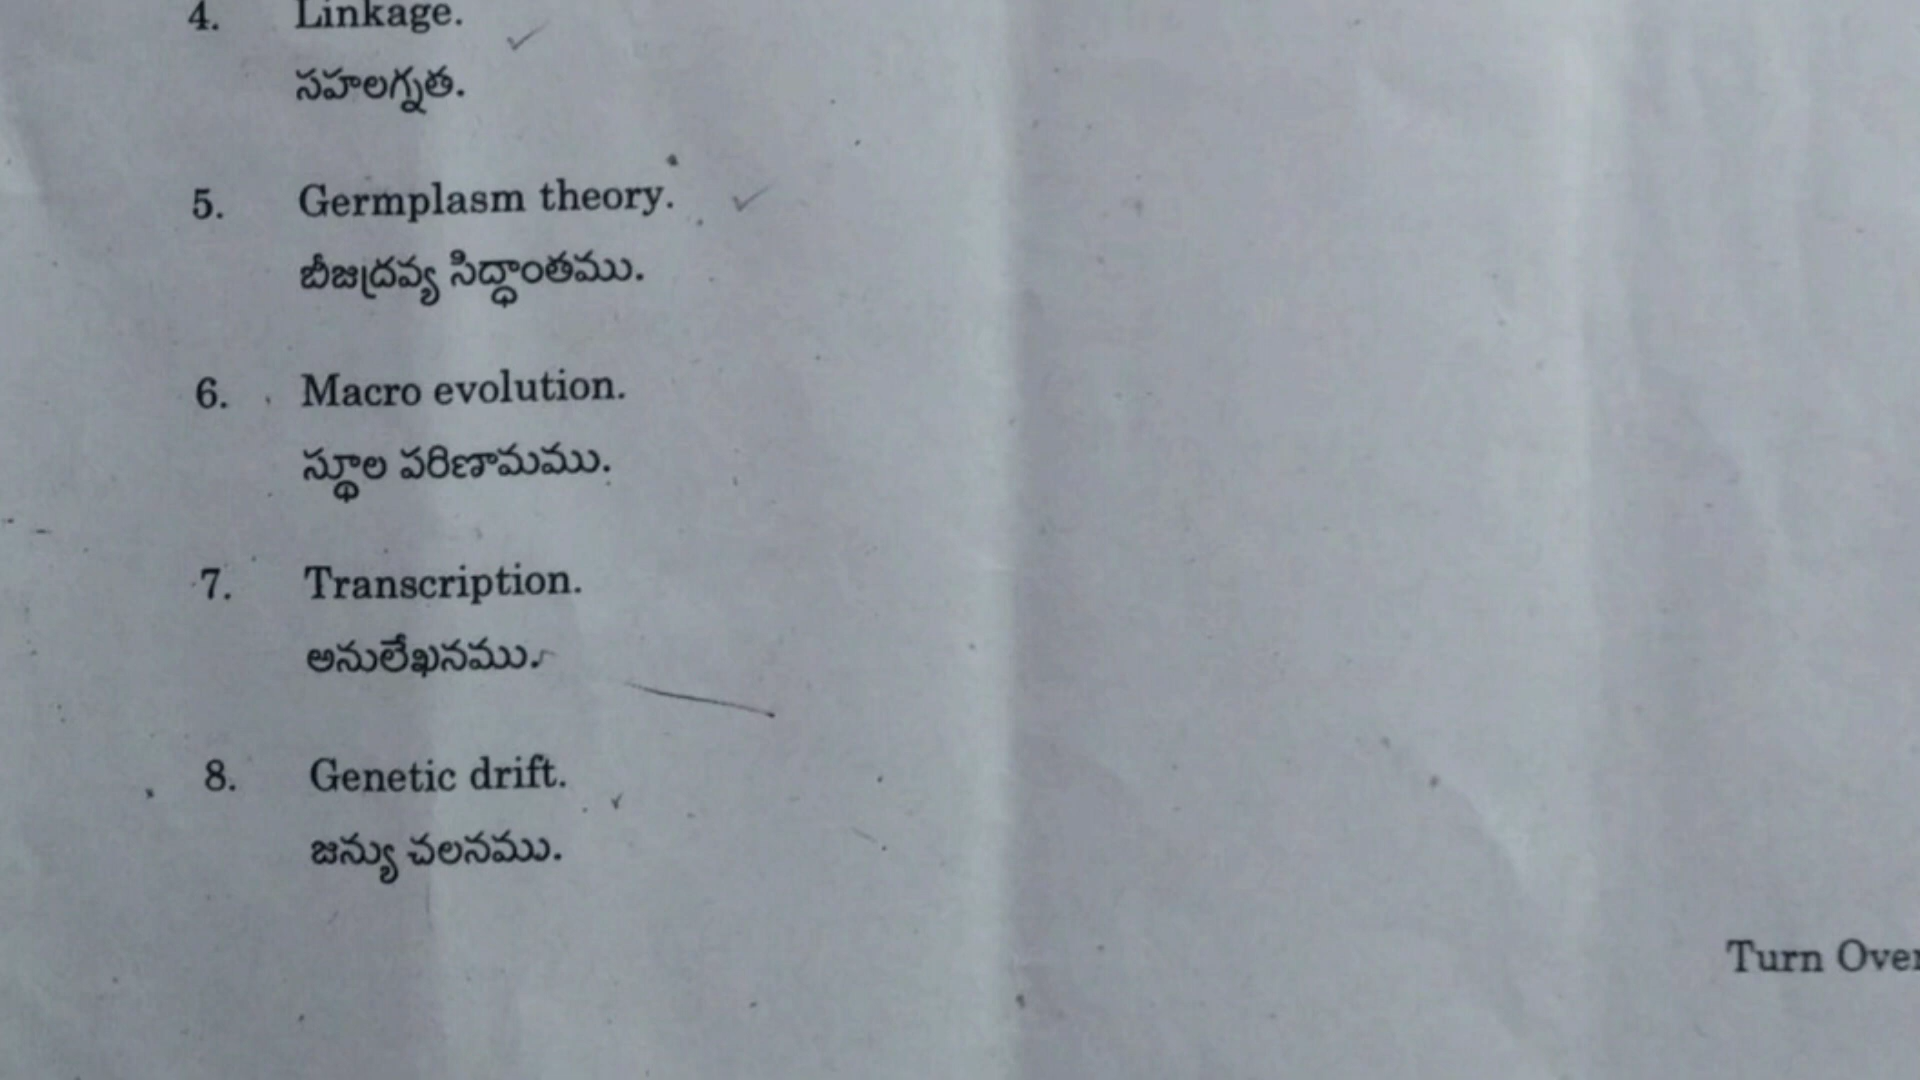 4. Linkage.
సహలగ్నత.
5. Germplasm theory.
బీజద్రవ్య సిద్ధాంతము.
6. Macro evolution.
స్థూల పరిణామము.
7. Transcription.
అనులేఖనము.
8. Genetic drift.
జన్యు చలనము.
Turn Over